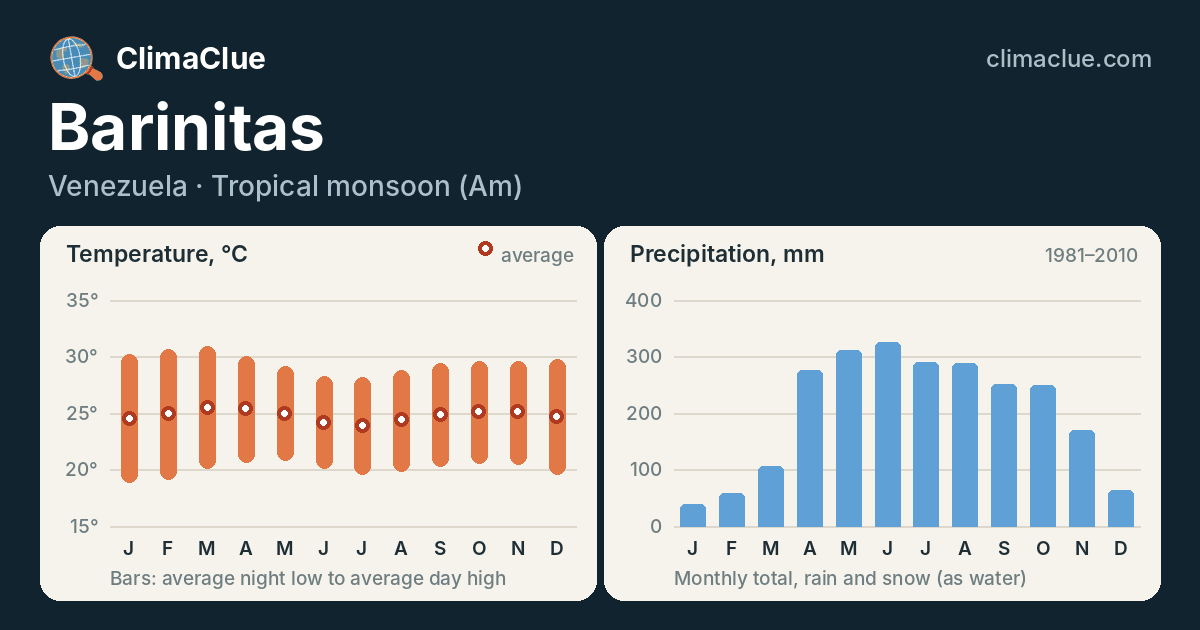 ClimaClue
climaclue.com
Barinitas
Venezuela · Tropical monsoon (Am)
Temperature, °C
average
35°
30°
25°
20°
15°
J F M A M J J A S O N D
Bars: average night low to average day high
Precipitation, mm
1981–2010
400
300
200
100
0
J F M A M J J A S O N D
Monthly total, rain and snow (as water)